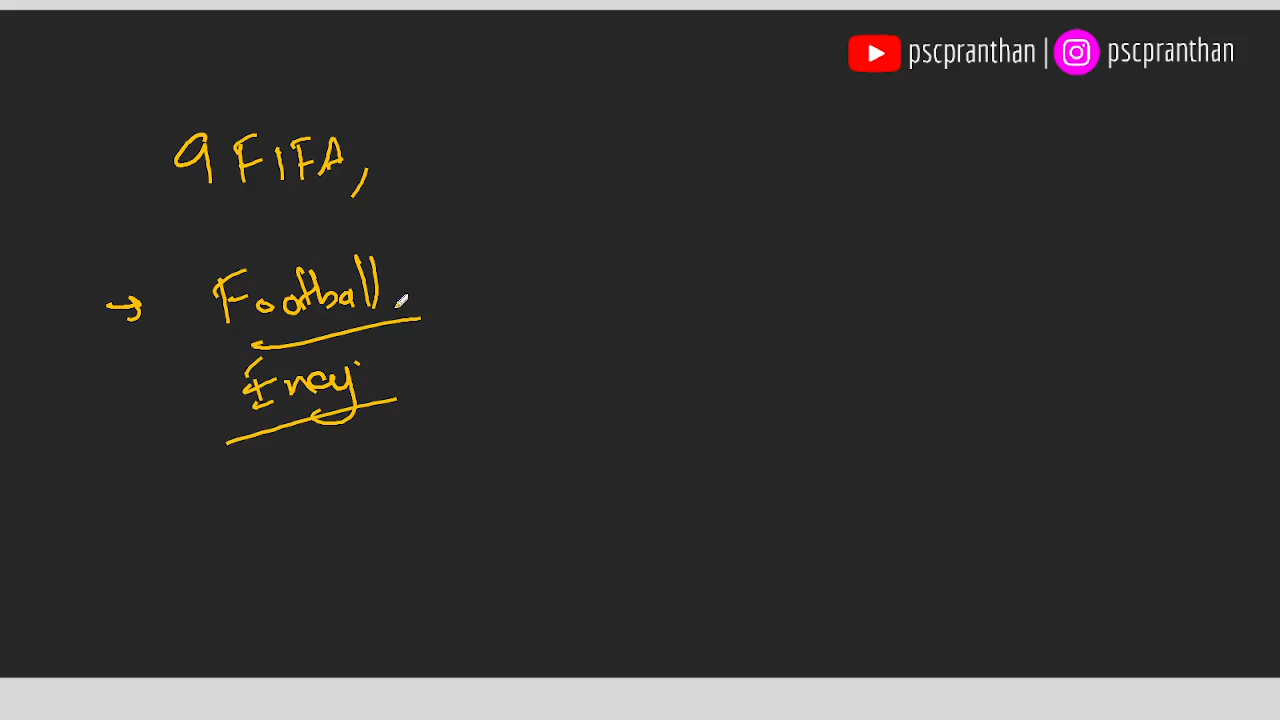 pscpranthan | pscpranthan
9 FIFA,
→ Football.